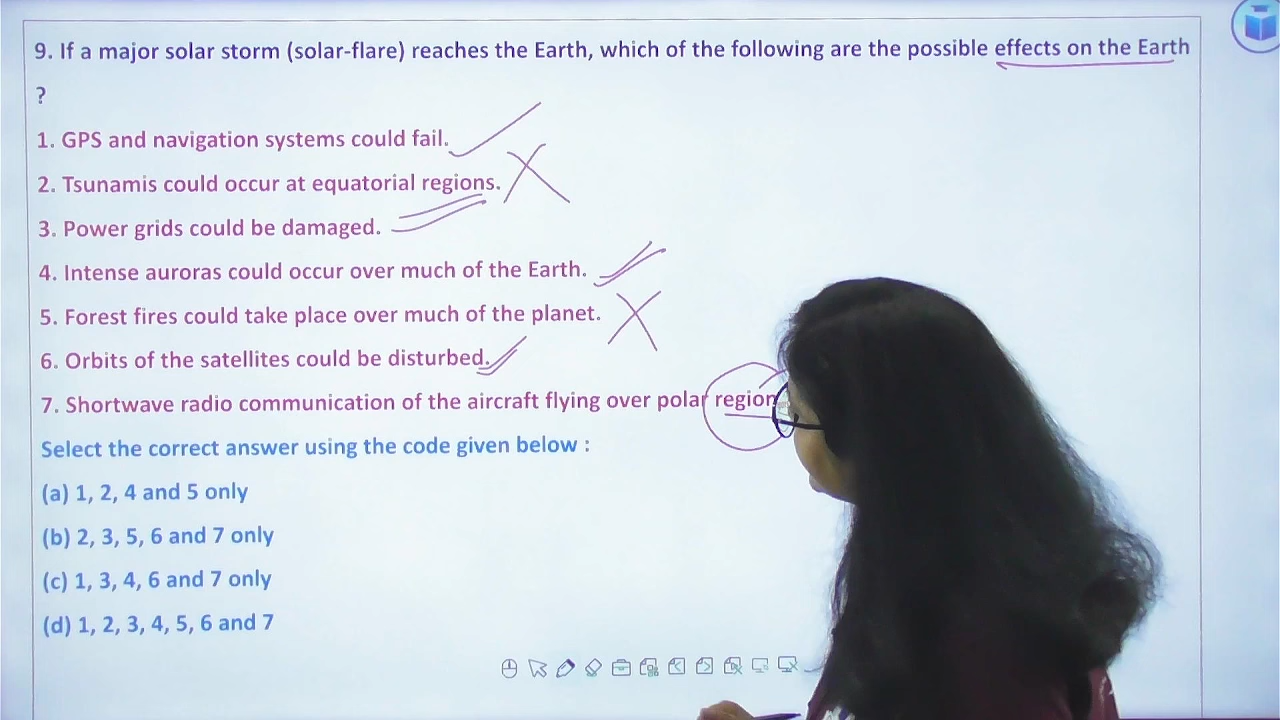 9. If a major solar storm (solar-flare) reaches the Earth, which of the following are the possible effects on the Earth
?
1. GPS and navigation systems could fail.
2. Tsunamis could occur at equatorial regions.
3. Power grids could be damaged.
4. Intense auroras could occur over much of the Earth.
5. Forest fires could take place over much of the planet.
6. Orbits of the satellites could be disturbed.
7. Shortwave radio communication of the aircraft flying over polar region
Select the correct answer using the code given below :
(a) 1, 2, 4 and 5 only
(b) 2, 3, 5, 6 and 7 only
(c) 1, 3, 4, 6 and 7 only
(d) 1, 2, 3, 4, 5, 6 and 7